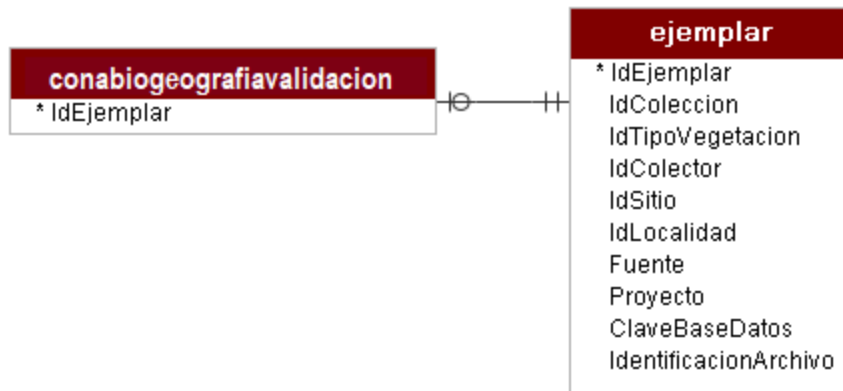 conabiogeografiavalidacion
* IdEjemplar
ejemplar
* IdEjemplar
IdColeccion
IdTipoVegetacion
IdColector
IdSitio
IdLocalidad
Fuente
Proyecto
ClaveBaseDatos
IdentificacionArchivo